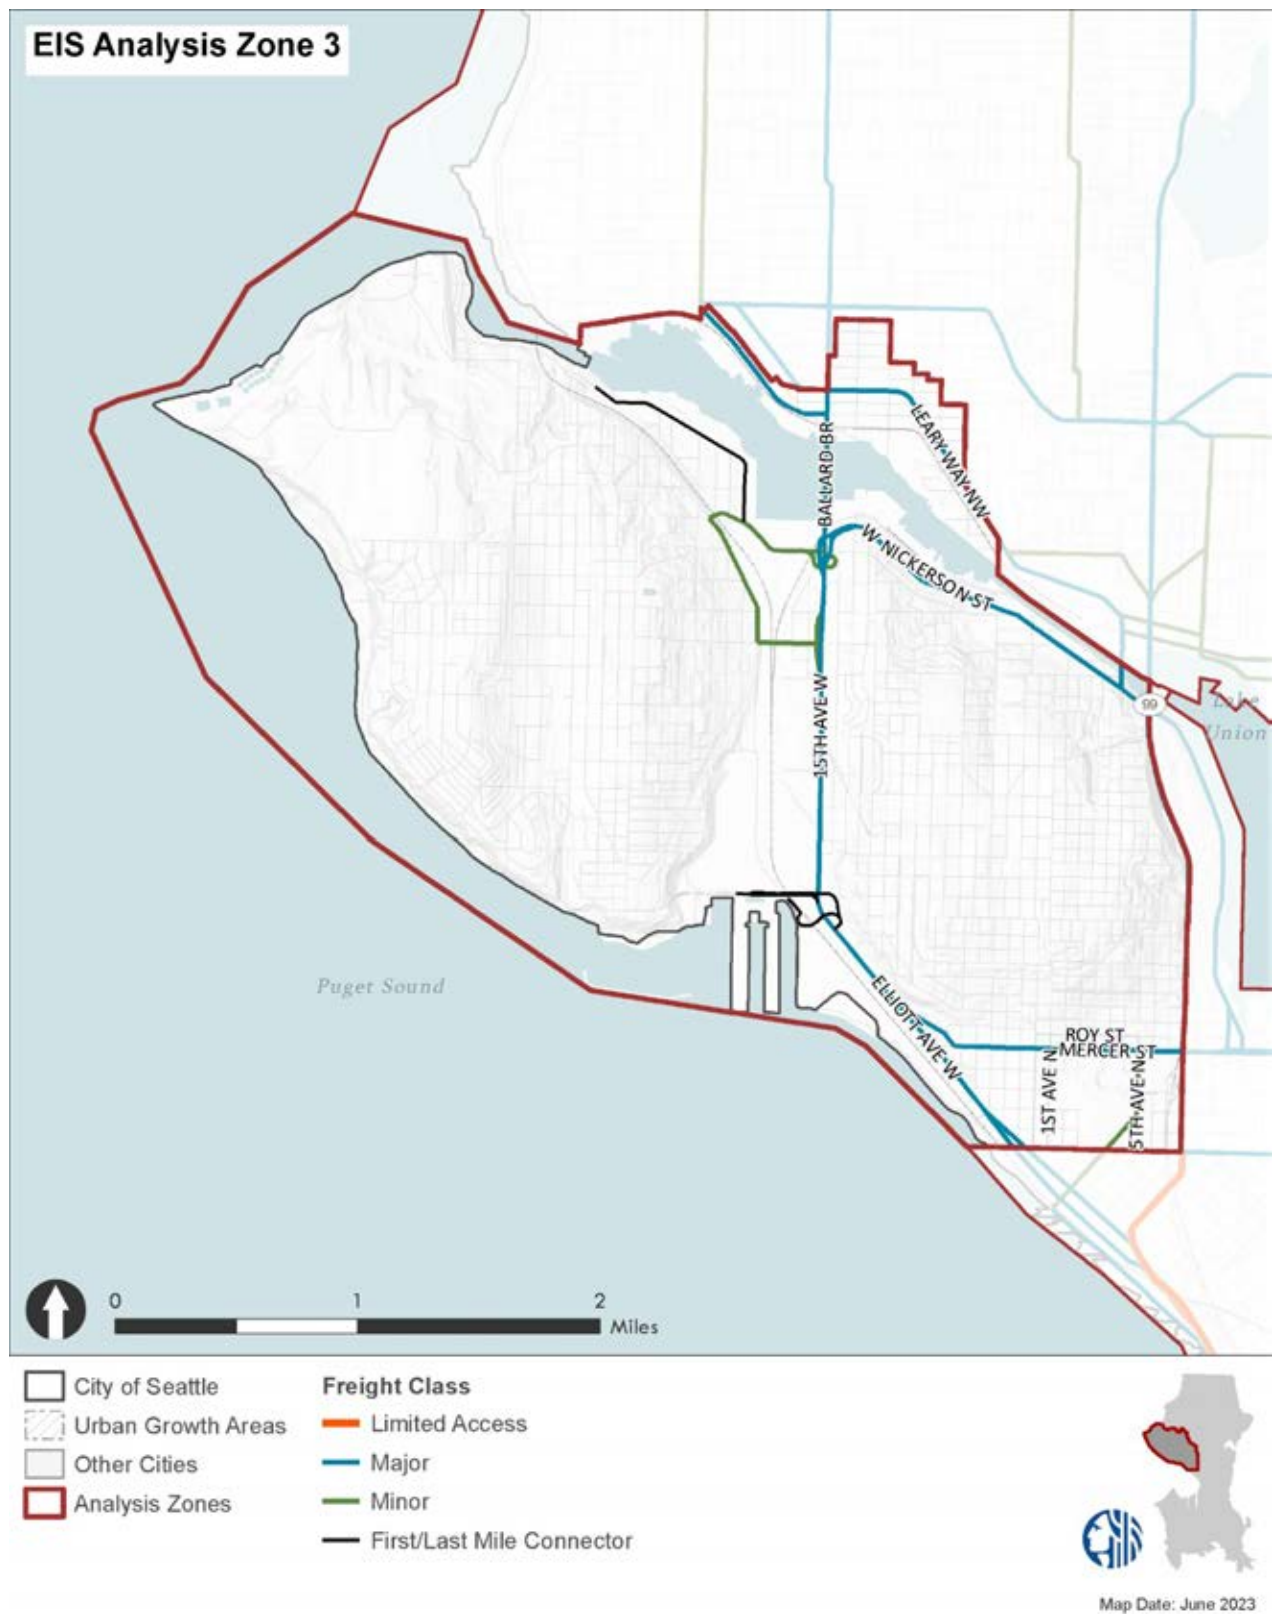 EIS Analysis Zone 3
BALLARD BR
LEARY WAY NW
W NICKERSON ST
15TH AVE W
99
Lake
Union
Puget Sound
ELLIOTT AVE W
ROY ST
MERCER ST
1ST AVE N
5TH AVE N
0 1 2
Miles
City of Seattle
Urban Growth Areas
Other Cities
Analysis Zones
Freight Class
Limited Access
Major
Minor
First/Last Mile Connector
Map Date: June 2023